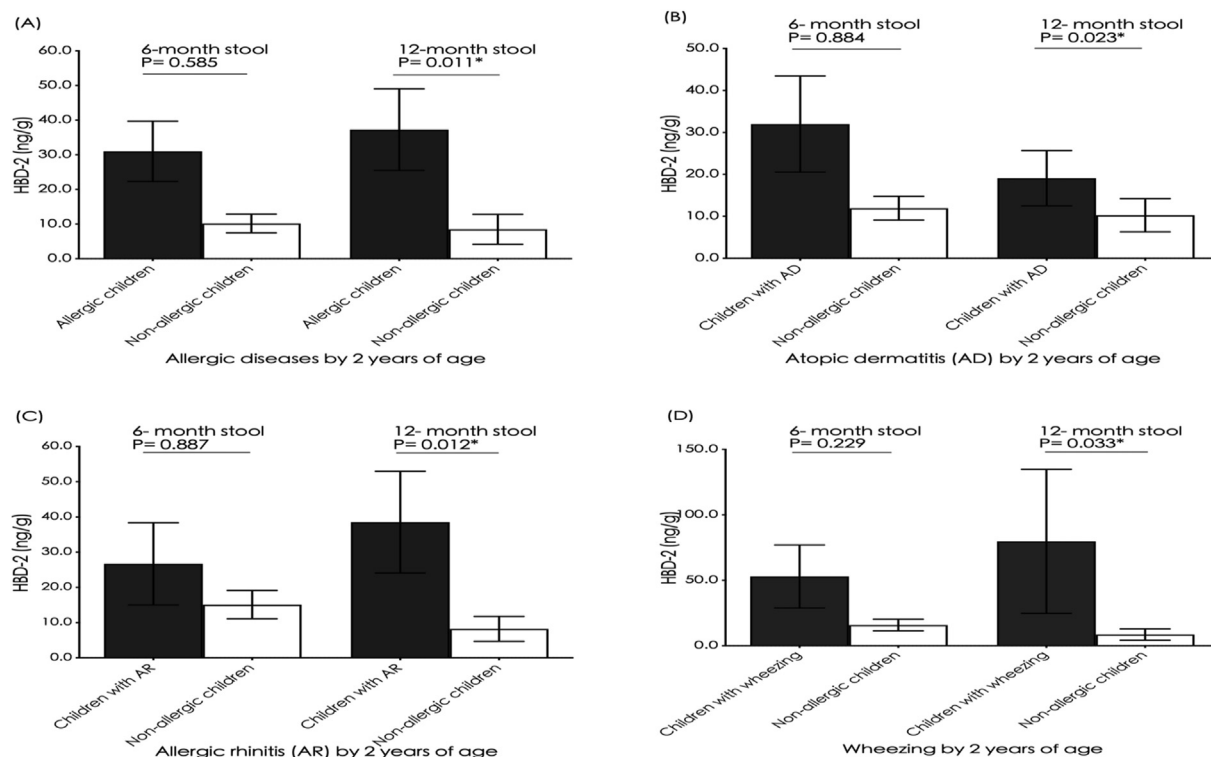 (A)
6-month stool
P= 0.585
12-month stool
P= 0.011*
HBD-2 (ng/g)
60.0
50.0
40.0
30.0
20.0
10.0
0.0
Allergic children
Non-allergic children
Allergic children
Non-allergic children
Allergic diseases by 2 years of age
(B)
6- month stool
P= 0.884
12- month stool
P= 0.023*
HBD-2 (ng/g)
50.0
40.0
30.0
20.0
10.0
0.0
Children with AD
Non-allergic children
Children with AD
Non-allergic children
Atopic dermatitis (AD) by 2 years of age
(C)
6- month stool
P= 0.887
12- month stool
P= 0.012*
HBD-2 (ng/g)
60.0
50.0
40.0
30.0
20.0
10.0
0.0
Children with AR
Non-allergic children
Children with AR
Non-allergic children
Allergic rhinitis (AR) by 2 years of age
(D)
6- month stool
P= 0.229
12- month stool
P= 0.033*
HBD-2 (ng/g)
150.0
100.0
50.0
0.0
Children with wheezing
Non-allergic children
Children with wheezing
Non-allergic children
Wheezing by 2 years of age